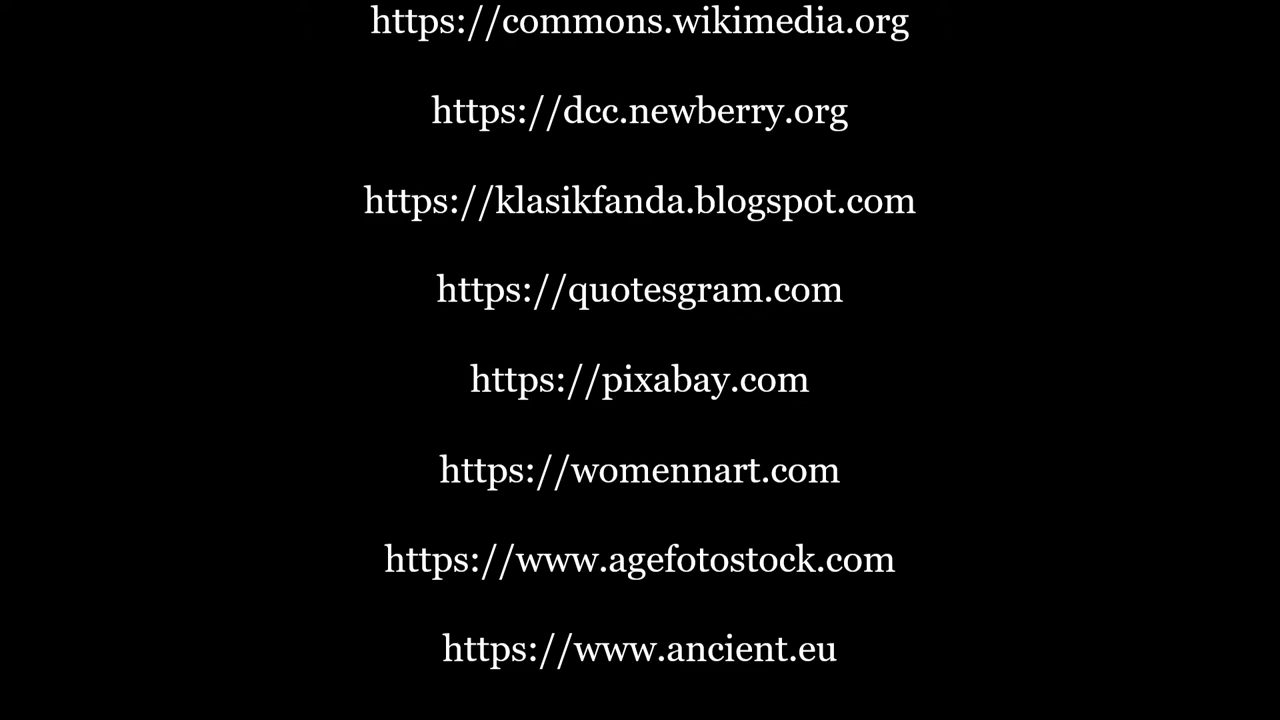 https://commons.wikimedia.org
https://dcc.newberry.org
https://klasikfanda.blogspot.com
https://quotesgram.com
https://pixabay.com
https://womennart.com
https://www.agefotostock.com
https://www.ancient.eu